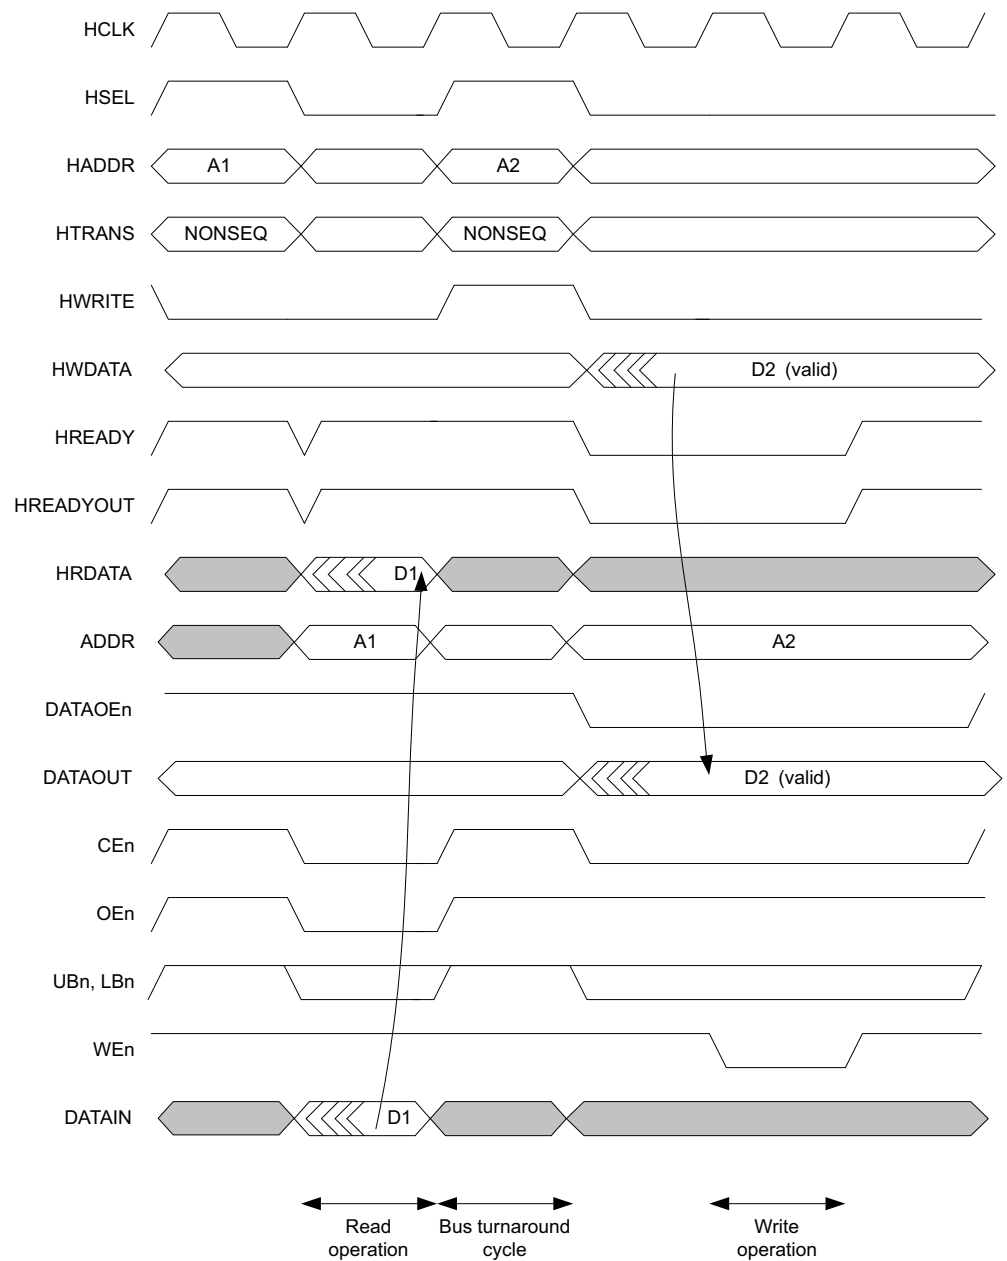 HCLK
HSEL
HADDR A1 A2
HTRANS NONSEQ NONSEQ
HWRITE
HWDATA D2 (valid)
HREADY
HREADYOUT
HRDATA D1
ADDR A1 A2
DATAOEn
DATAOUT D2 (valid)
CEn
OEn
UBn, LBn
WEn
DATAIN D1
Read Bus turnaround Write
operation cycle operation